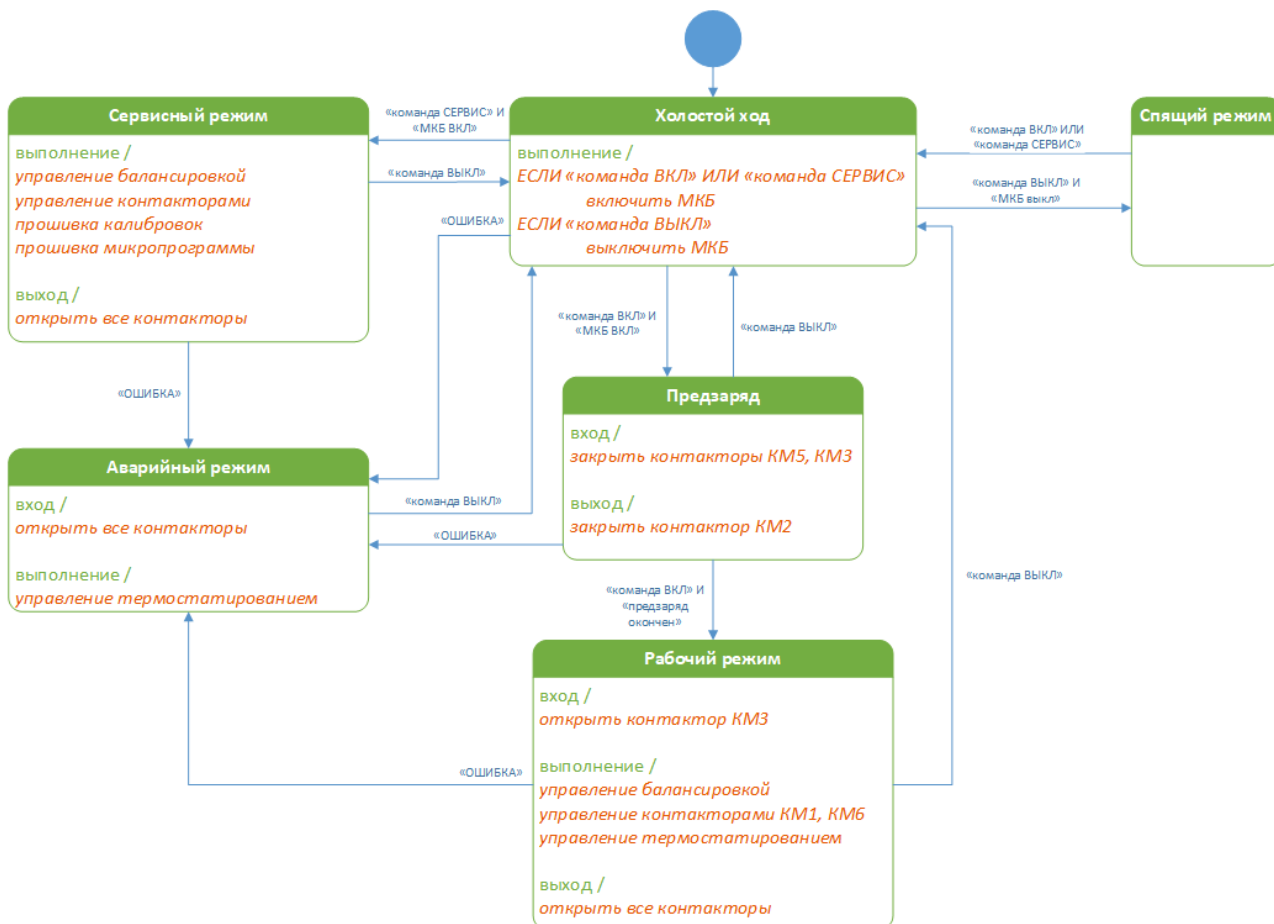 Сервисный режим
выполнение /
управление балансировкой
управление контакторами
прошивка калибровок
прошивка микропрограммы
выход /
открыть все контакторы
«команда СЕРВИС» И
«МКБ ВКЛ»
«команда ВЫКЛ»
«ОШИБКА»
Холостой ход
выполнение /
ЕСЛИ «команда ВКЛ» ИЛИ «команда СЕРВИС»
включить МКБ
ЕСЛИ «команда ВЫКЛ»
выключить МКБ
«команда ВКЛ» ИЛИ
«команда СЕРВИС»
«команда ВЫКЛ» И
«МКБ выкл»
Спящий режим
«команда ВКЛ» И
«МКБ ВКЛ»
«команда ВЫКЛ»
«ОШИБКА»
Предзаряд
вход /
закрыть контакторы КМ5, КМ3
выход /
закрыть контактор КМ2
Аварийный режим
вход /
открыть все контакторы
выполнение /
управление термостатированием
«команда ВЫКЛ»
«ОШИБКА»
«команда ВКЛ» И
«предзаряд
окончен»
«команда ВЫКЛ»
Рабочий режим
вход /
открыть контактор КМ3
выполнение /
управление балансировкой
управление контакторами КМ1, КМ6
управление термостатированием
выход /
открыть все контакторы
«ОШИБКА»